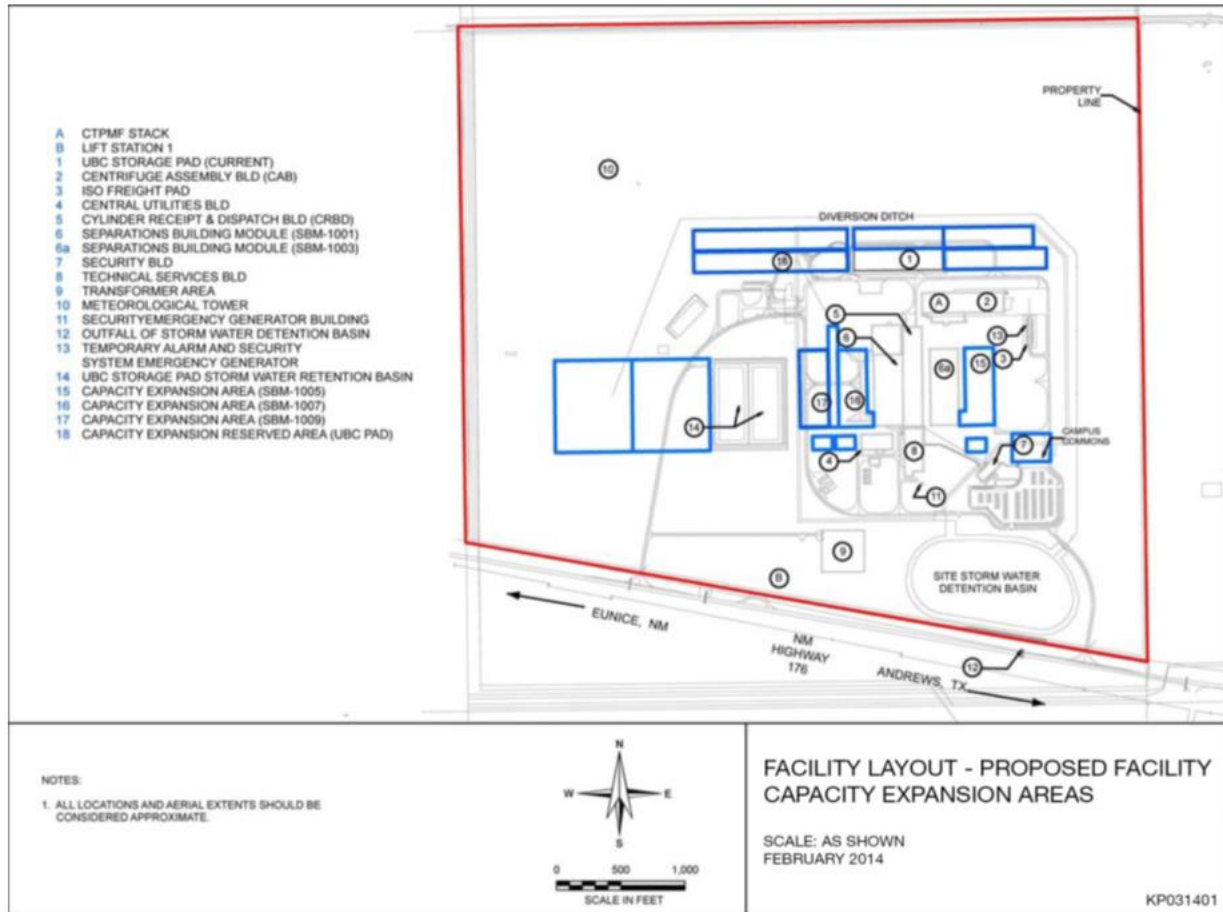 A CTPMF STACK
B LIFT STATION 1
1 UBC STORAGE PAD (CURRENT)
2 CENTRIFUGE ASSEMBLY BLD (CAB)
3 ISO FREIGHT PAD
4 CENTRAL UTILITIES BLD
5 CYLINDER RECEIPT & DISPATCH BLD (CRBD)
6 SEPARATIONS BUILDING MODULE (SBM-1001)
6a SEPARATIONS BUILDING MODULE (SBM-1003)
7 SECURITY BLD
8 TECHNICAL SERVICES BLD
9 TRANSFORMER AREA
10 METEOROLOGICAL TOWER
11 SECURITYEMERGENCY GENERATOR BUILDING
12 OUTFALL OF STORM WATER DETENTION BASIN
13 TEMPORARY ALARM AND SECURITY
SYSTEM EMERGENCY GENERATOR
14 UBC STORAGE PAD STORM WATER RETENTION BASIN
15 CAPACITY EXPANSION AREA (SBM-1005)
16 CAPACITY EXPANSION AREA (SBM-1007)
17 CAPACITY EXPANSION AREA (SBM-1009)
18 CAPACITY EXPANSION RESERVED AREA (UBC PAD)
PROPERTY
LINE
10
DIVERSION DITCH
18
1
A
2
5
6
13
3
6a
15
17
16
14
4
8
7
CAMPUS
COMMONS
11
9
B
SITE STORM WATER
DETENTION BASIN
EUNICE, NM
NM
HIGHWAY
176
12
ANDREWS, TX
NOTES:
1. ALL LOCATIONS AND AERIAL EXTENTS SHOULD BE
CONSIDERED APPROXIMATE.
N
W E
S
0 500 1,000
SCALE IN FEET
FACILITY LAYOUT - PROPOSED FACILITY
CAPACITY EXPANSION AREAS
SCALE: AS SHOWN
FEBRUARY 2014
KP031401